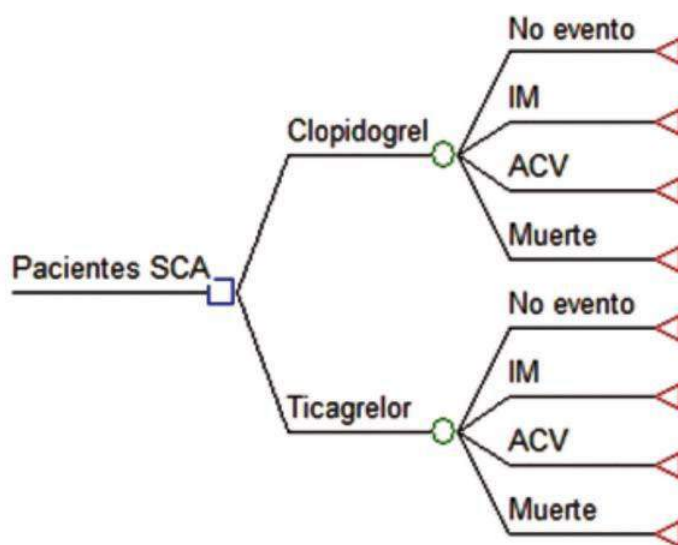 No evento
IM
Clopidogrel
ACV
Muerte
Pacientes SCA
No evento
IM
Ticagrelor
ACV
Muerte